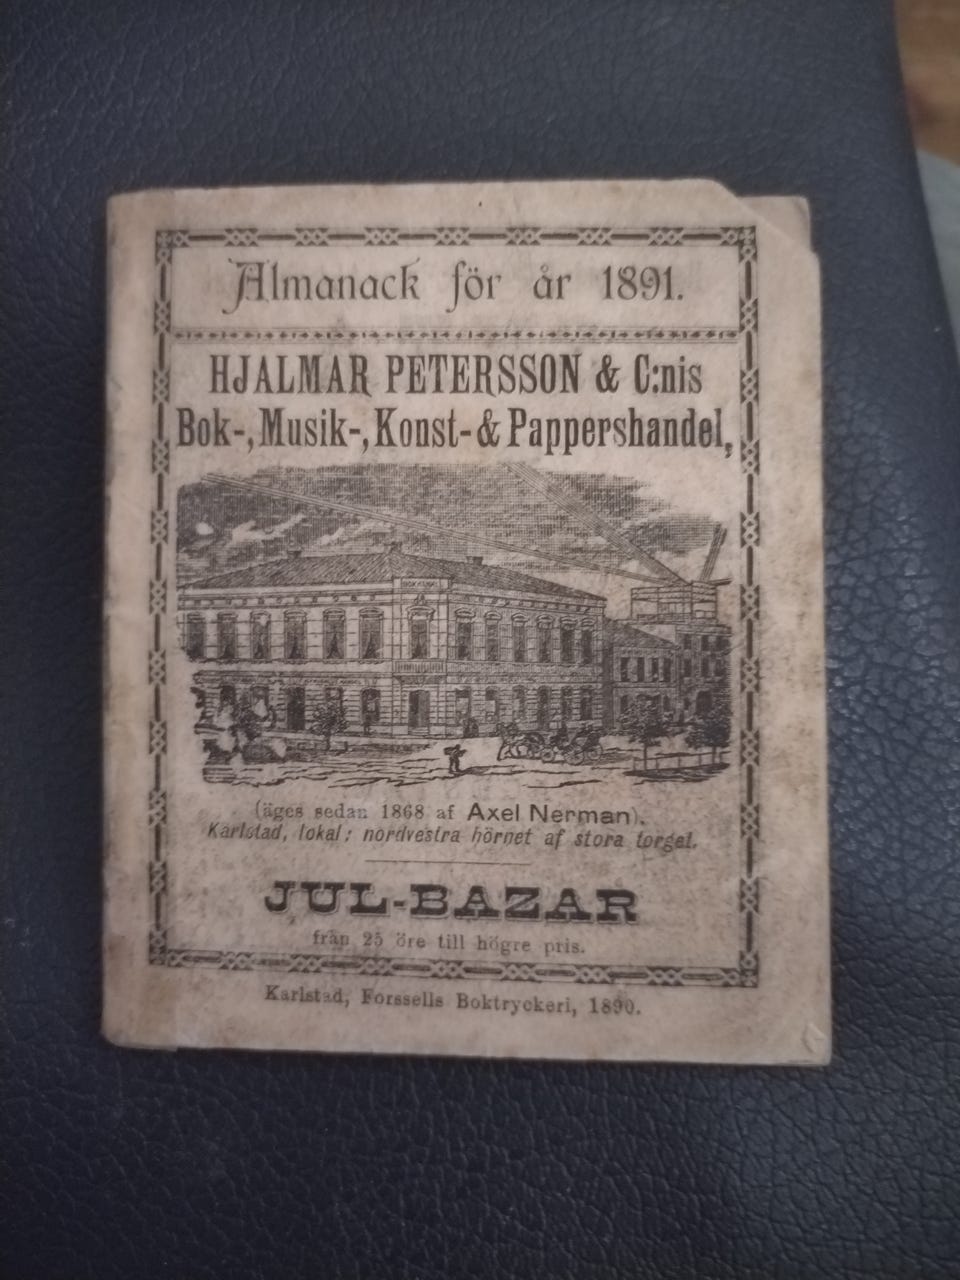 Almanack för år 1891.
HJALMAR PETERSSON & C:nis
Bok-, Musik-, Konst- & Pappershandel,
BOKHANDEL
(äges sedan 1868 af Axel Nerman).
Karlstad, lokal: nordvestra hörnet af stora torget.
JUL-BAZAR
från 25 öre till högre pris.
Karlstad, Forssells Boktryckeri, 1890.